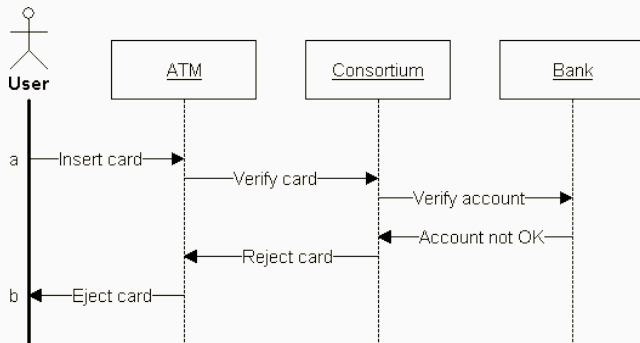 User
ATM
Consortium
Bank
a
Insert card
Verify card
Verify account
Account not OK
Reject card
b
Eject card